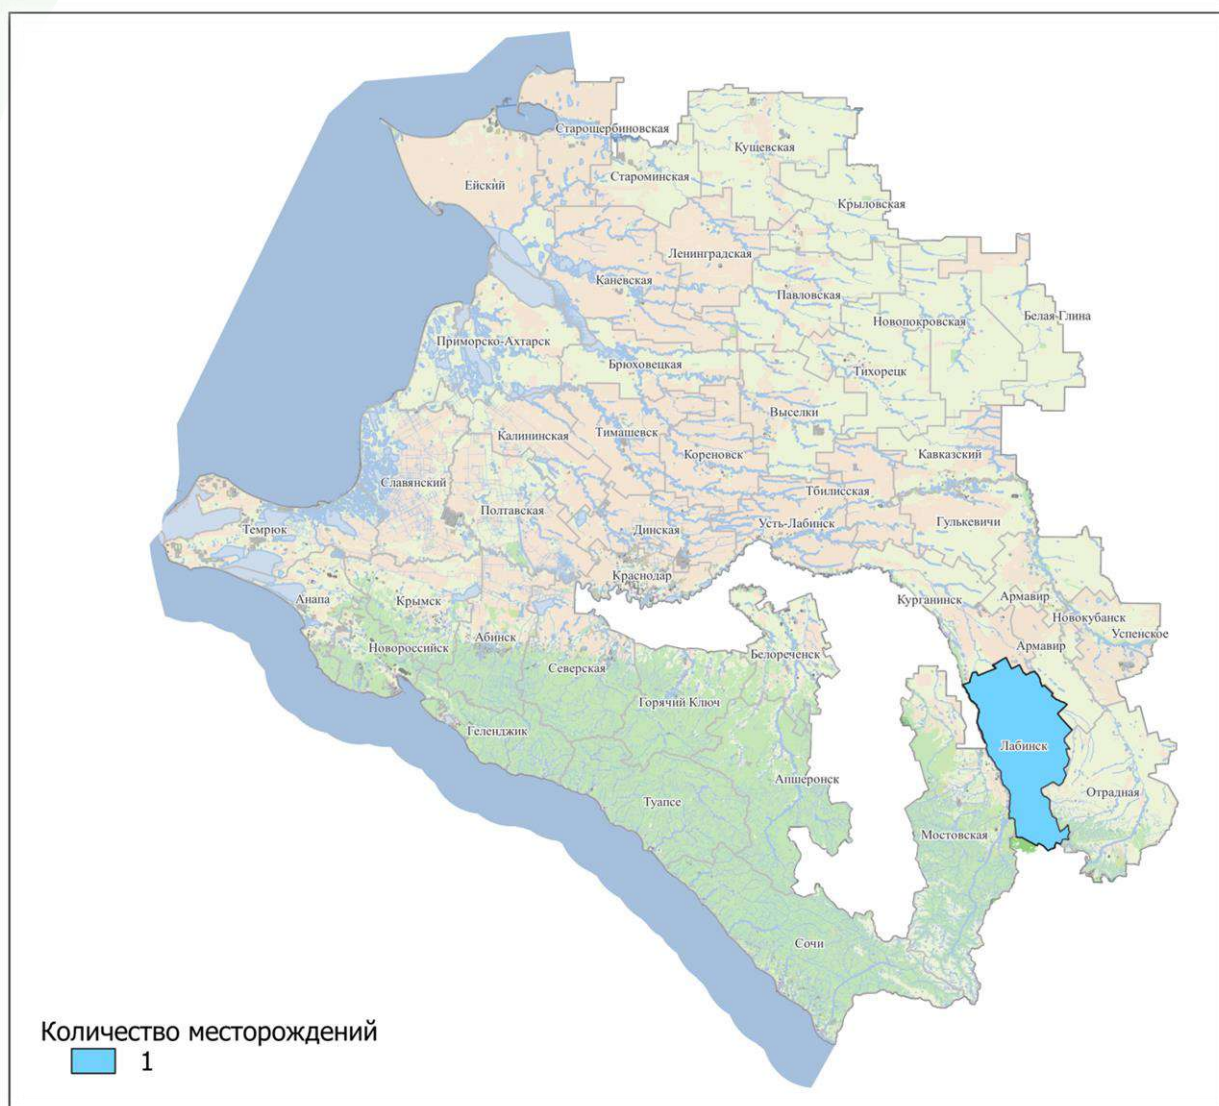 Старощербиновская
Кущевская
Староминская
Ейский
Крыловская
Ленинградская
Каневская
Павловская
Белая-Глина
Новопокровская
Приморско-Ахтарск
Брюховецкая
Тихорецк
Выселки
Калининская
Тимашевск
Кореновск
Кавказский
Славянский
Тбилисская
Полтавская
Темрюк
Динская
Усть-Лабинск
Гулькевичи
Краснодар
Анапа
Крымск
Курганинск
Армавир
Новокубанск
Успенское
Абинск
Новороссийск
Армавир
Северская
Белореченск
Горячий Ключ
Геленджик
Лабинск
Апшеронск
Отрадная
Туапсе
Мостовская
Сочи
Количество месторождений
1